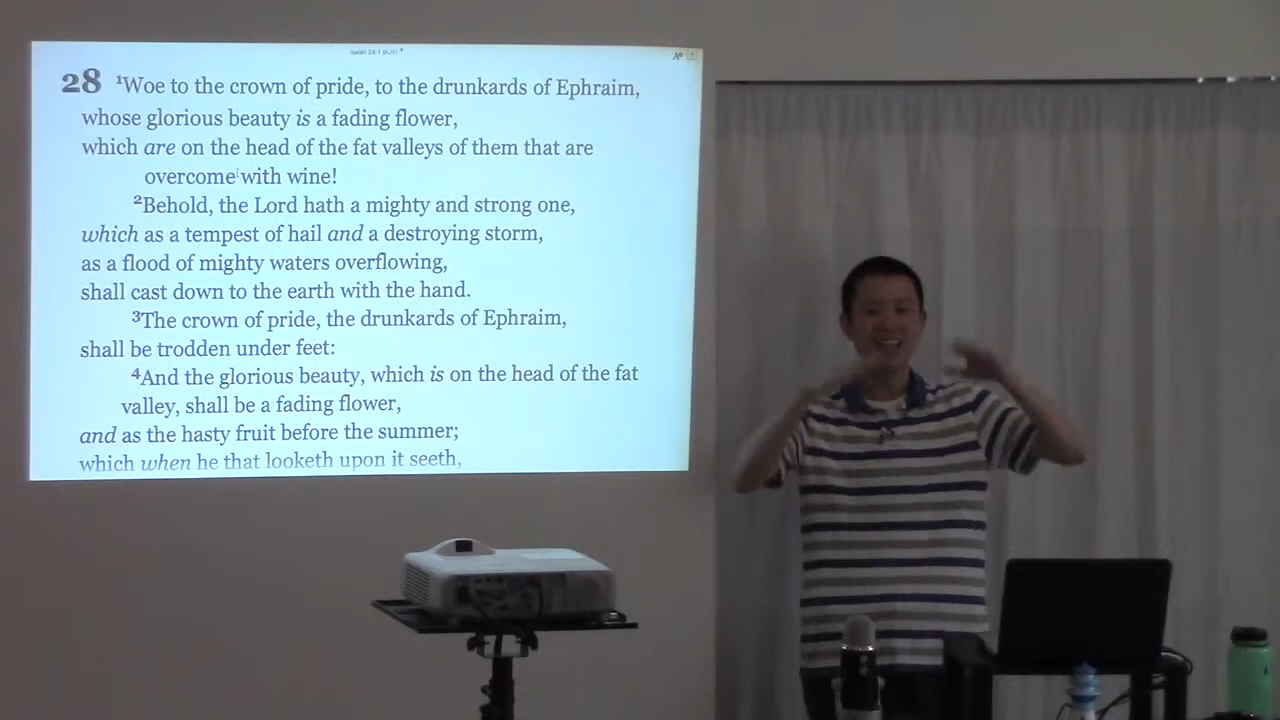 Isaiah 28:1 (KJV)
28 1Woe to the crown of pride, to the drunkards of Ephraim,
whose glorious beauty is a fading flower,
which are on the head of the fat valleys of them that are
overcome with wine!
2Behold, the Lord hath a mighty and strong one,
which as a tempest of hail and a destroying storm,
as a flood of mighty waters overflowing,
shall cast down to the earth with the hand.
3The crown of pride, the drunkards of Ephraim,
shall be trodden under feet:
4And the glorious beauty, which is on the head of the fat
valley, shall be a fading flower,
and as the hasty fruit before the summer;
which when he that looketh upon it seeth,